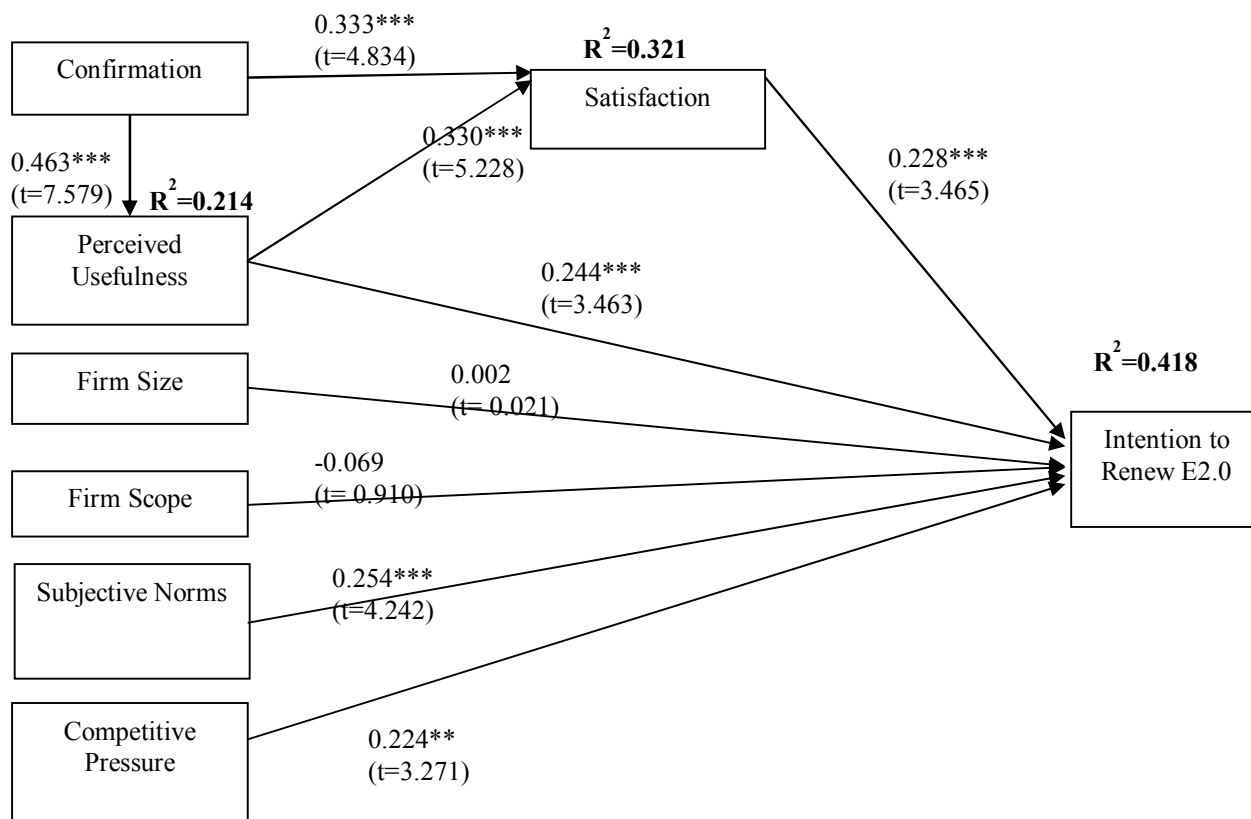 0.333***
(t=4.834)
R²=0.321
Confirmation
Satisfaction
0.463***
(t=7.579)
R²=0.214
0.330***
(t=5.228)
0.228***
(t=3.465)
Perceived
Usefulness
0.244***
(t=3.463)
R²=0.418
Firm Size
0.002
(t= 0.021)
Intention to
Renew E2.0
Firm Scope
-0.069
(t= 0.910)
Subjective Norms
0.254***
(t=4.242)
Competitive
Pressure
0.224**
(t=3.271)